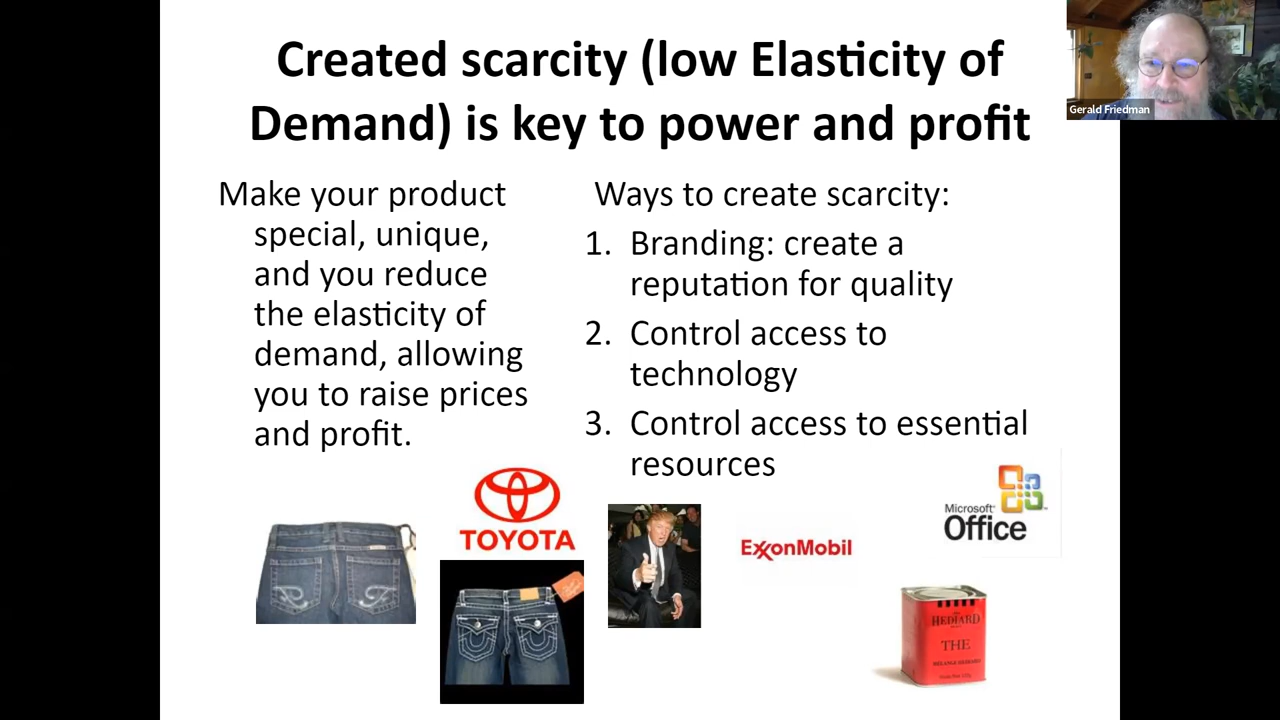 Created scarcity (low Elasticity of
Demand) is key to power and profit
Gerald Friedman
Make your product
special, unique,
and you reduce
the elasticity of
demand, allowing
you to raise prices
and profit.
Ways to create scarcity:
1. Branding: create a
reputation for quality
2. Control access to
technology
3. Control access to essential
resources
TOYOTA
ExxonMobil
Microsoft
Office
HEDIARD
THE
MELANGE HEDIARD